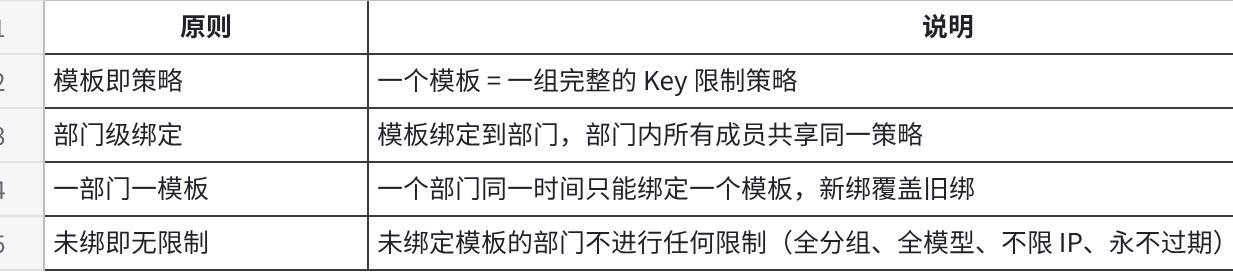 1 原则 说明
2 模板即策略 一个模板 = 一组完整的 Key 限制策略
3 部门级绑定 模板绑定到部门，部门内所有成员共享同一策略
4 一部门一模板 一个部门同一时间只能绑定一个模板，新绑覆盖旧绑
5 未绑即无限制 未绑定模板的部门不进行任何限制（全分组、全模型、不限 IP、永不过期）